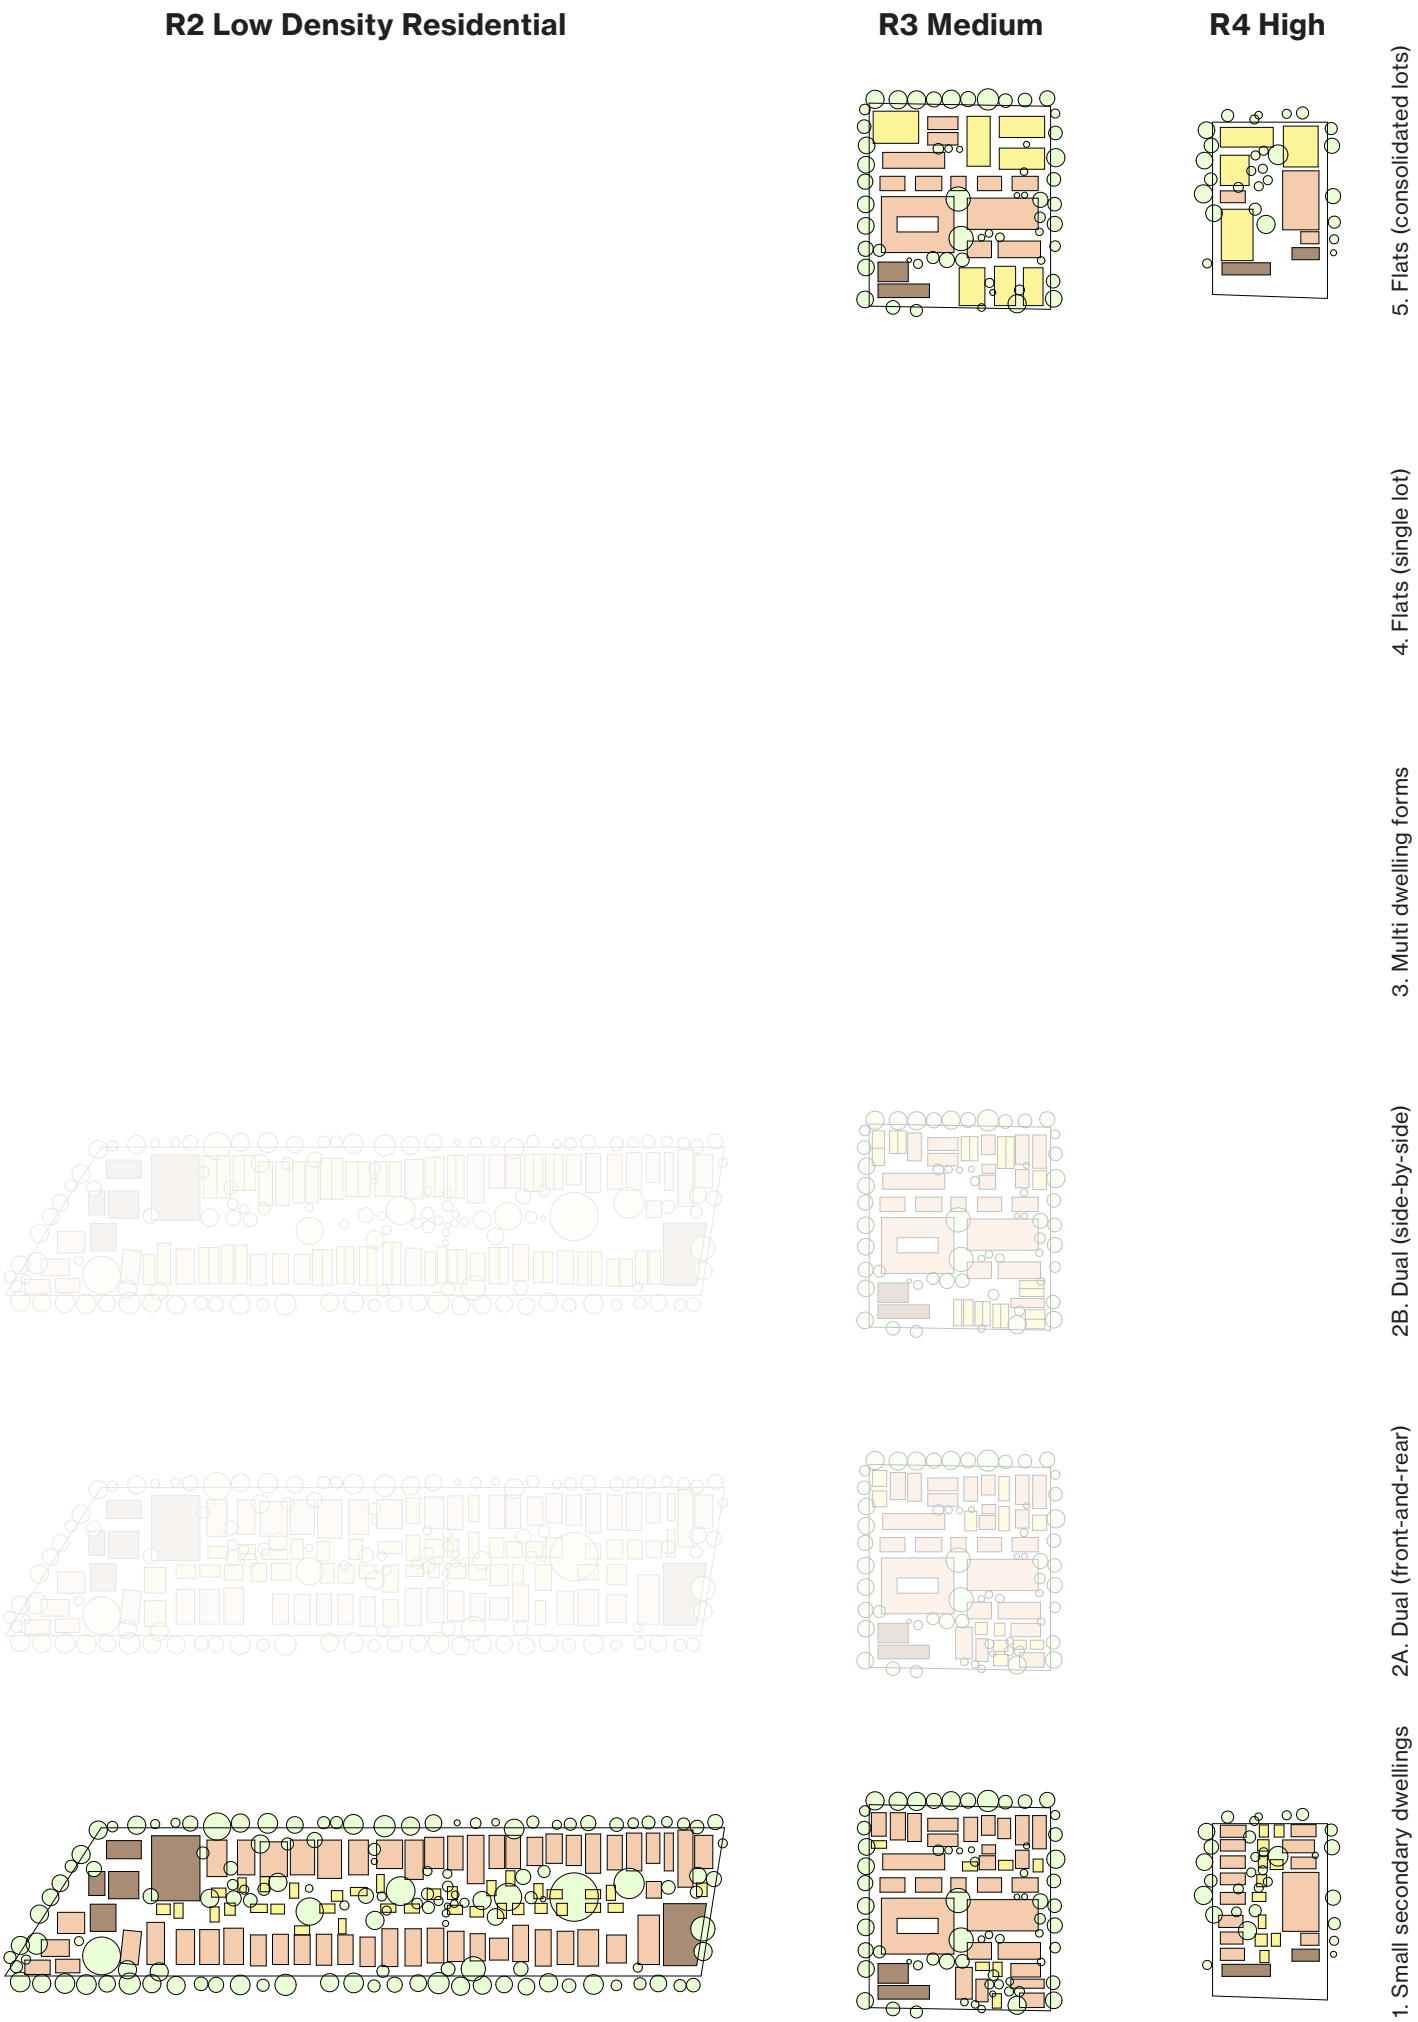 R2 Low Density Residential
R3 Medium
R4 High
5. Flats (consolidated lots)
4. Flats (single lot)
3. Multi dwelling forms
2B. Dual (side-by-side)
2A. Dual (front-and-rear)
1. Small secondary dwellings